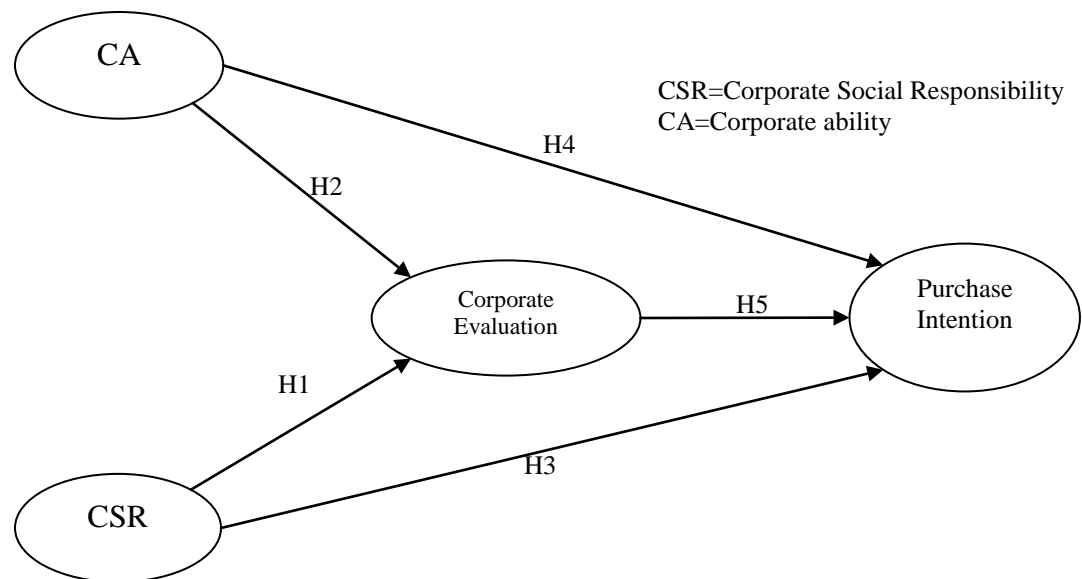 CA
CSR=Corporate Social Responsibility
CA=Corporate ability
H4
H2
Corporate
Evaluation
H5
Purchase
Intention
H1
H3
CSR